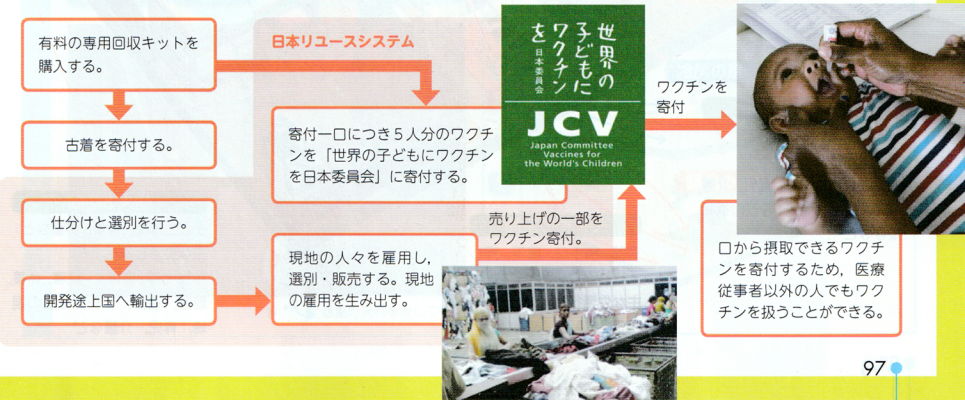 有料の専用回収キットを
購入する。
古着を寄付する。
仕分けと選別を行う。
開発途上国へ輸出する。
日本リユースシステム
寄付一口につき5人分のワクチ
ンを「世界の子どもにワクチン
を日本委員会」に寄付する。
現地の人々を雇用し，
選別・販売する。現地
の雇用を生み出す。
売り上げの一部を
ワクチン寄付。
世界の
子どもに
ワクチン
を日本委員会
JCV
Japan Committee
Vaccines for
the World's Children
ワクチンを
寄付
口から摂取できるワクチ
ンを寄付するため，医療
従事者以外の人でもワク
チンを扱うことができる。
97